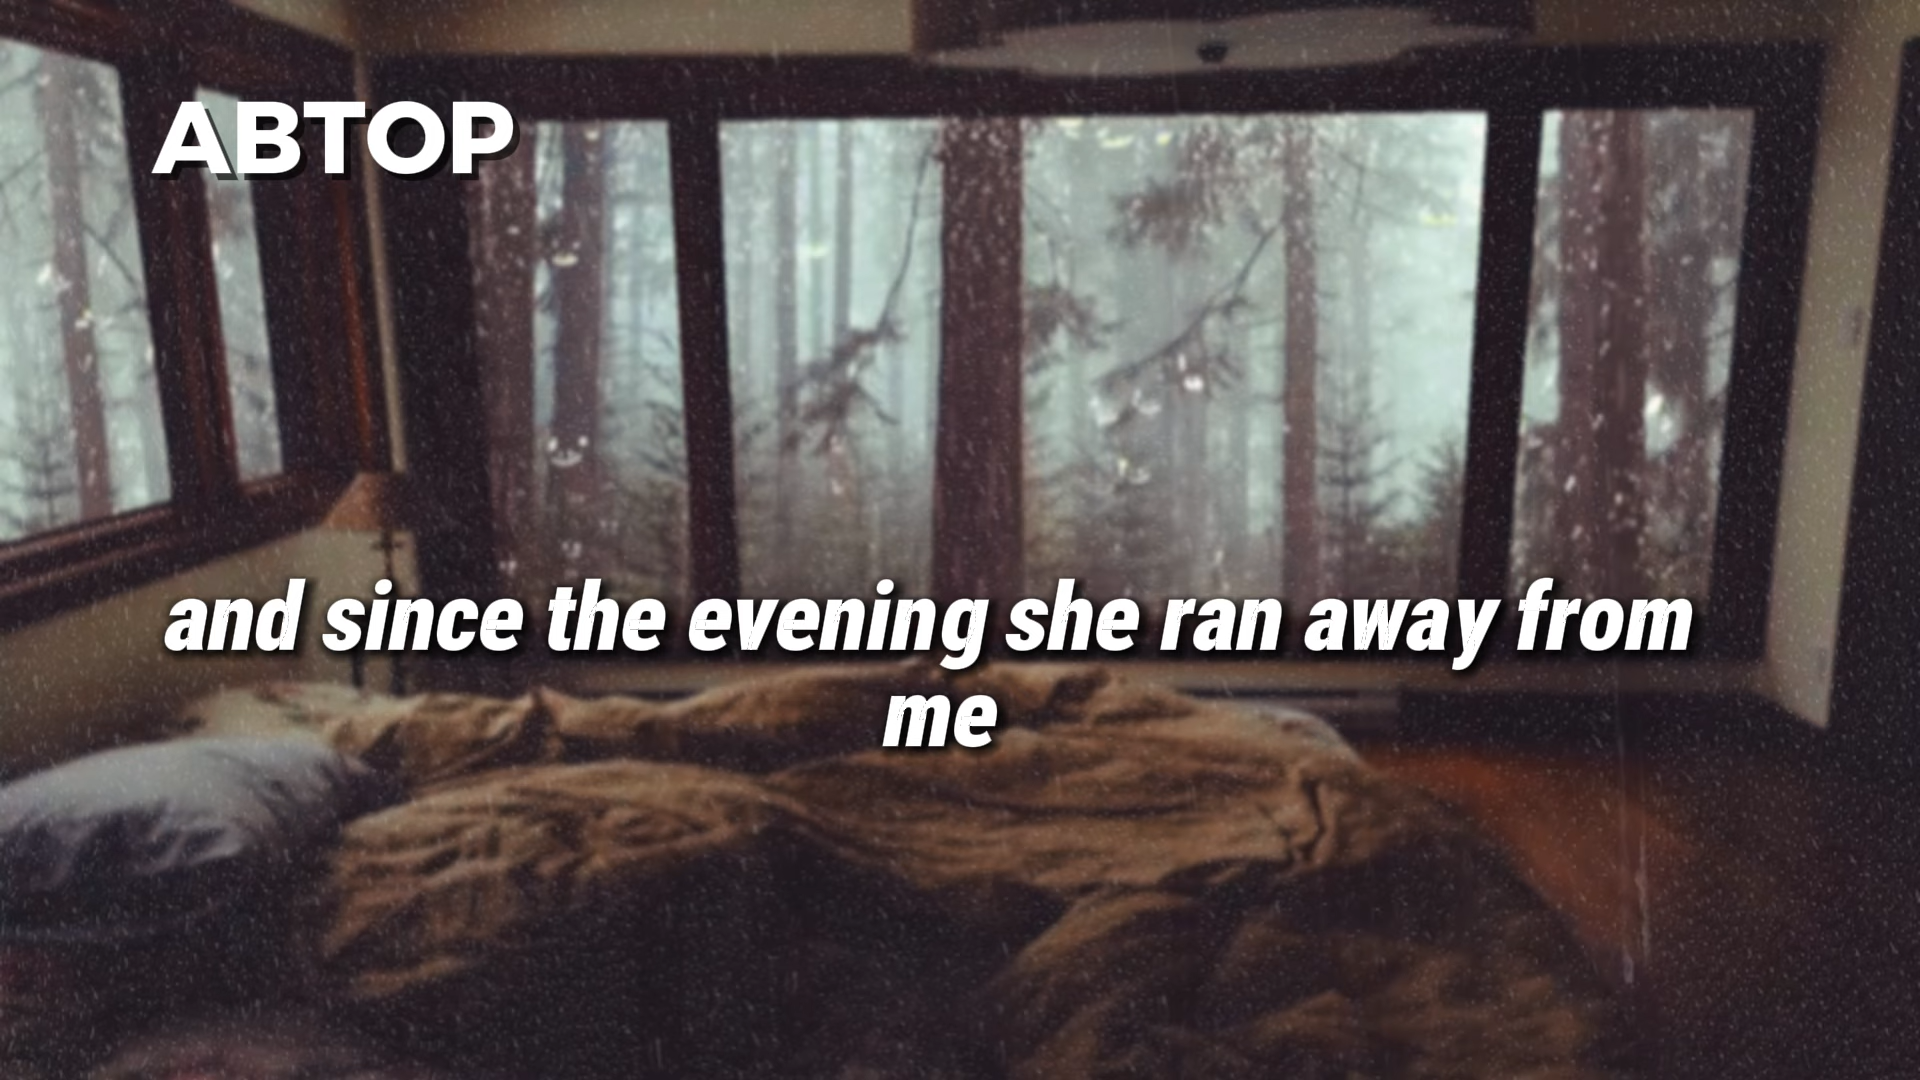 АВТОР
and since the evening she ran away from
me